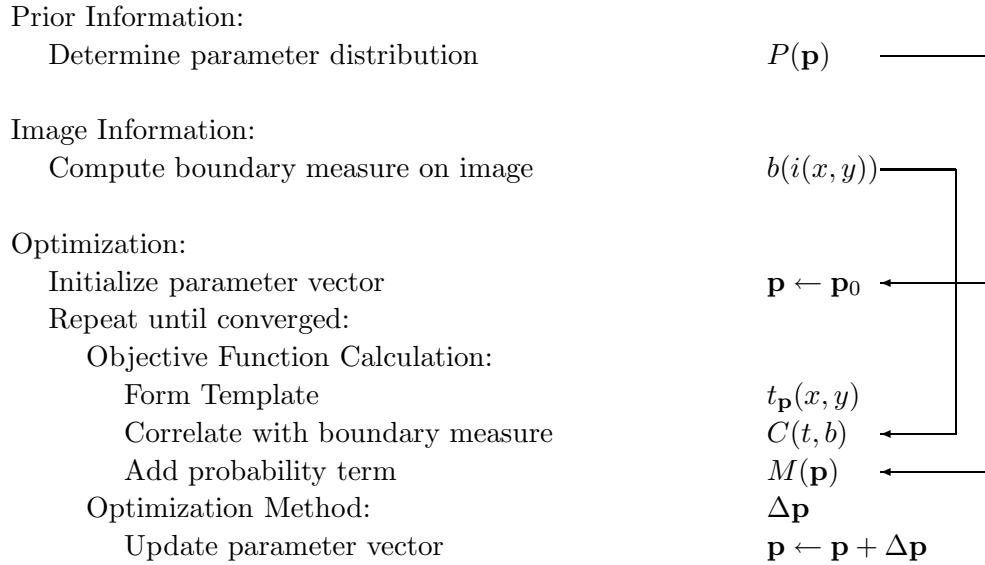 Prior Information:
Determine parameter distribution P(𝐩)
Image Information:
Compute boundary measure on image b(i(x, y))
Optimization:
Initialize parameter vector 𝐩 ← 𝐩₀
Repeat until converged:
Objective Function Calculation:
Form Template t_𝐩(x, y)
Correlate with boundary measure C(t, b)
Add probability term M(𝐩)
Optimization Method: Δ𝐩
Update parameter vector 𝐩 ← 𝐩 + Δ𝐩